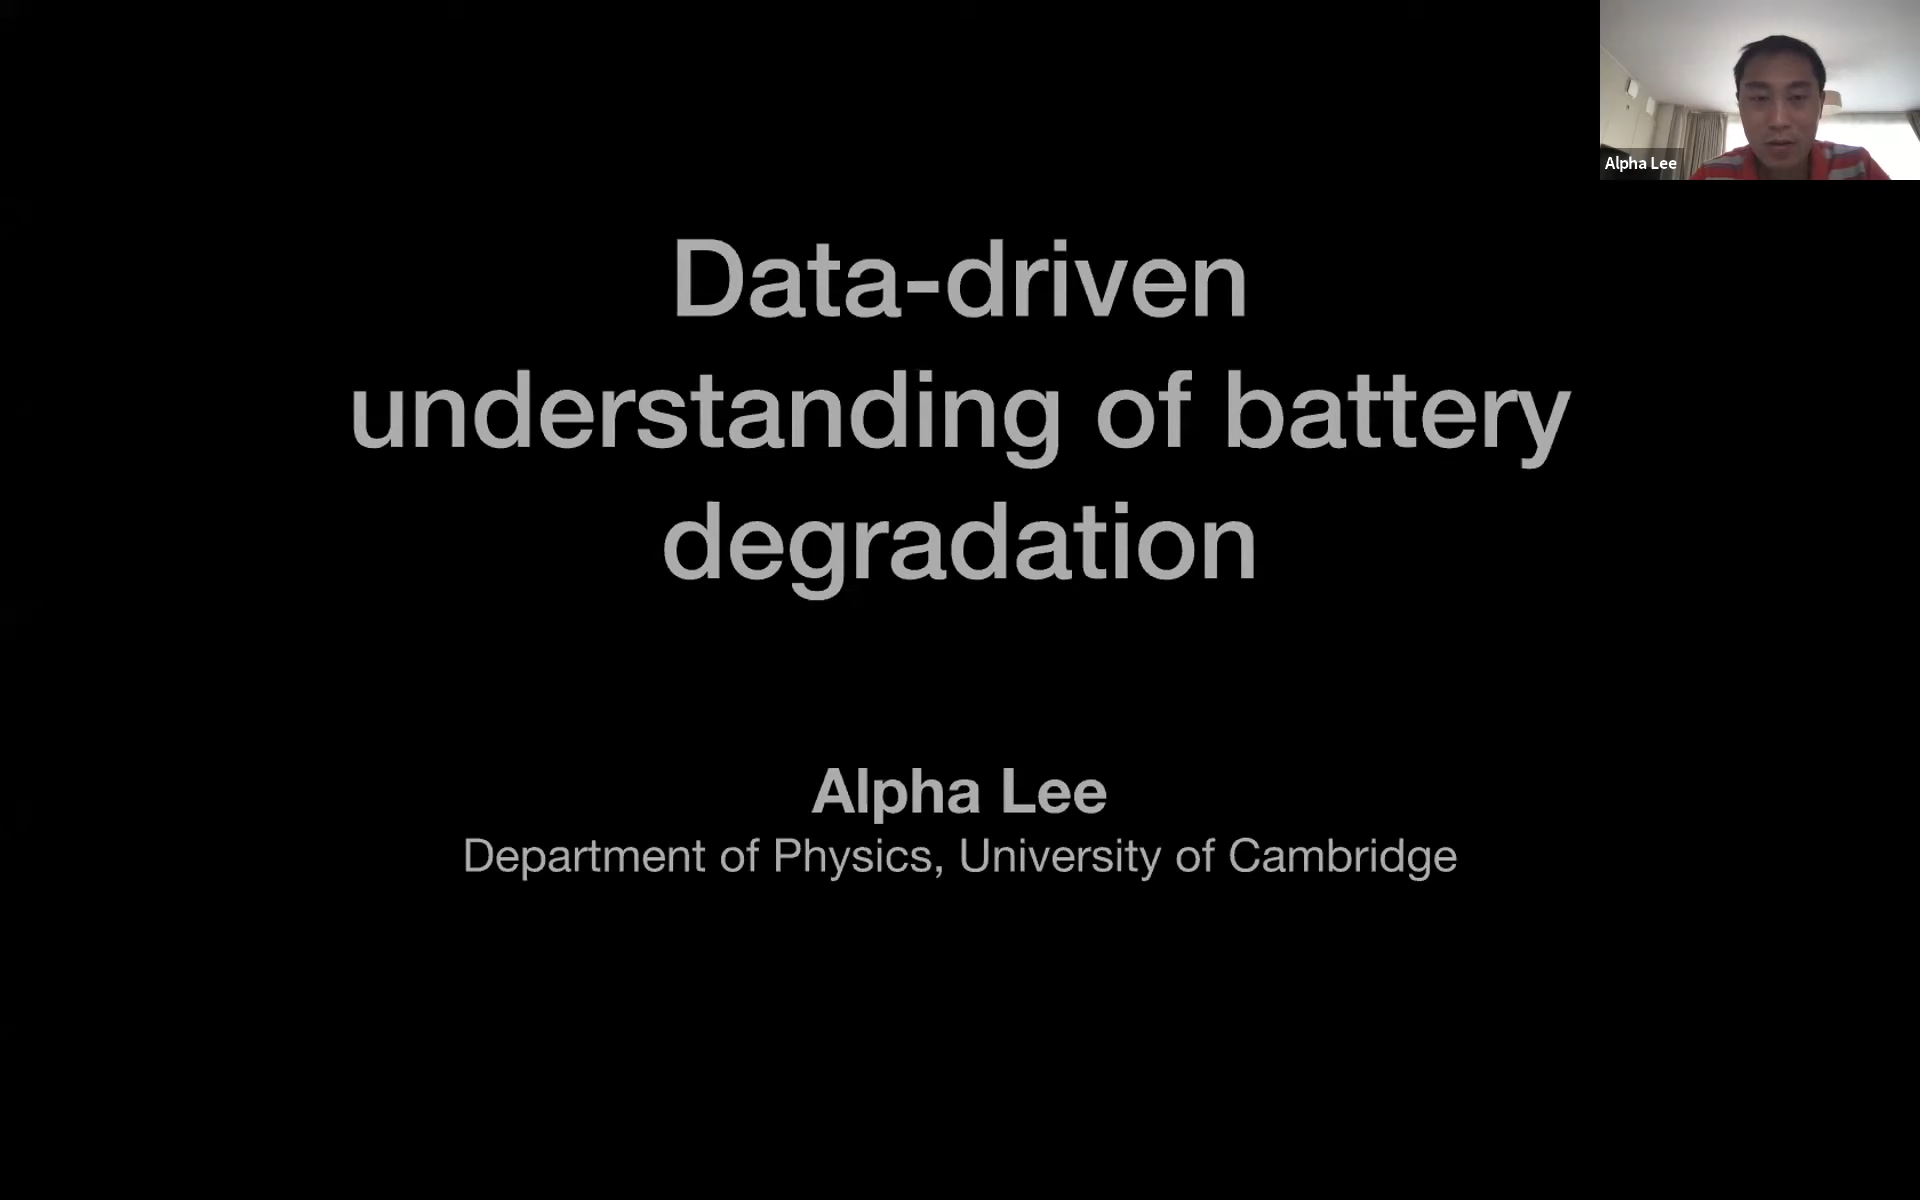 Alpha Lee
Data-driven
understanding of battery
degradation
Alpha Lee
Department of Physics, University of Cambridge